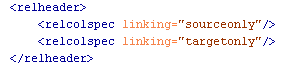 <relheader>
    <relcolspec linking="sourceonly"/>
    <relcolspec linking="targetonly"/>
</relheader>